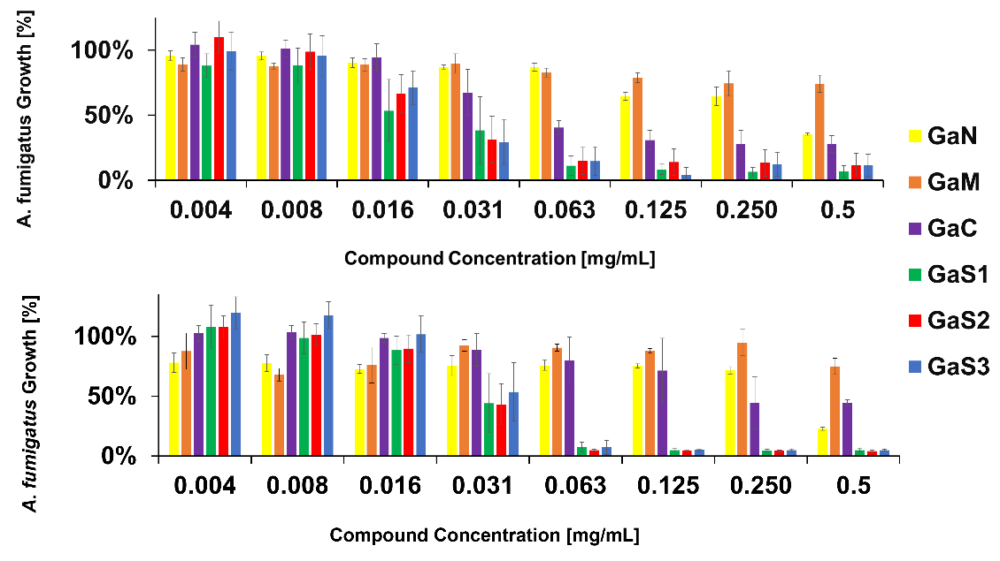 A. fumigatus Growth [%]
100%
50%
0%
0.004 0.008 0.016 0.031 0.063 0.125 0.250 0.5
Compound Concentration [mg/mL]
GaN
GaM
GaC
GaS1
GaS2
GaS3
A. fumigatus Growth [%]
100%
50%
0%
0.004 0.008 0.016 0.031 0.063 0.125 0.250 0.5
Compound Concentration [mg/mL]